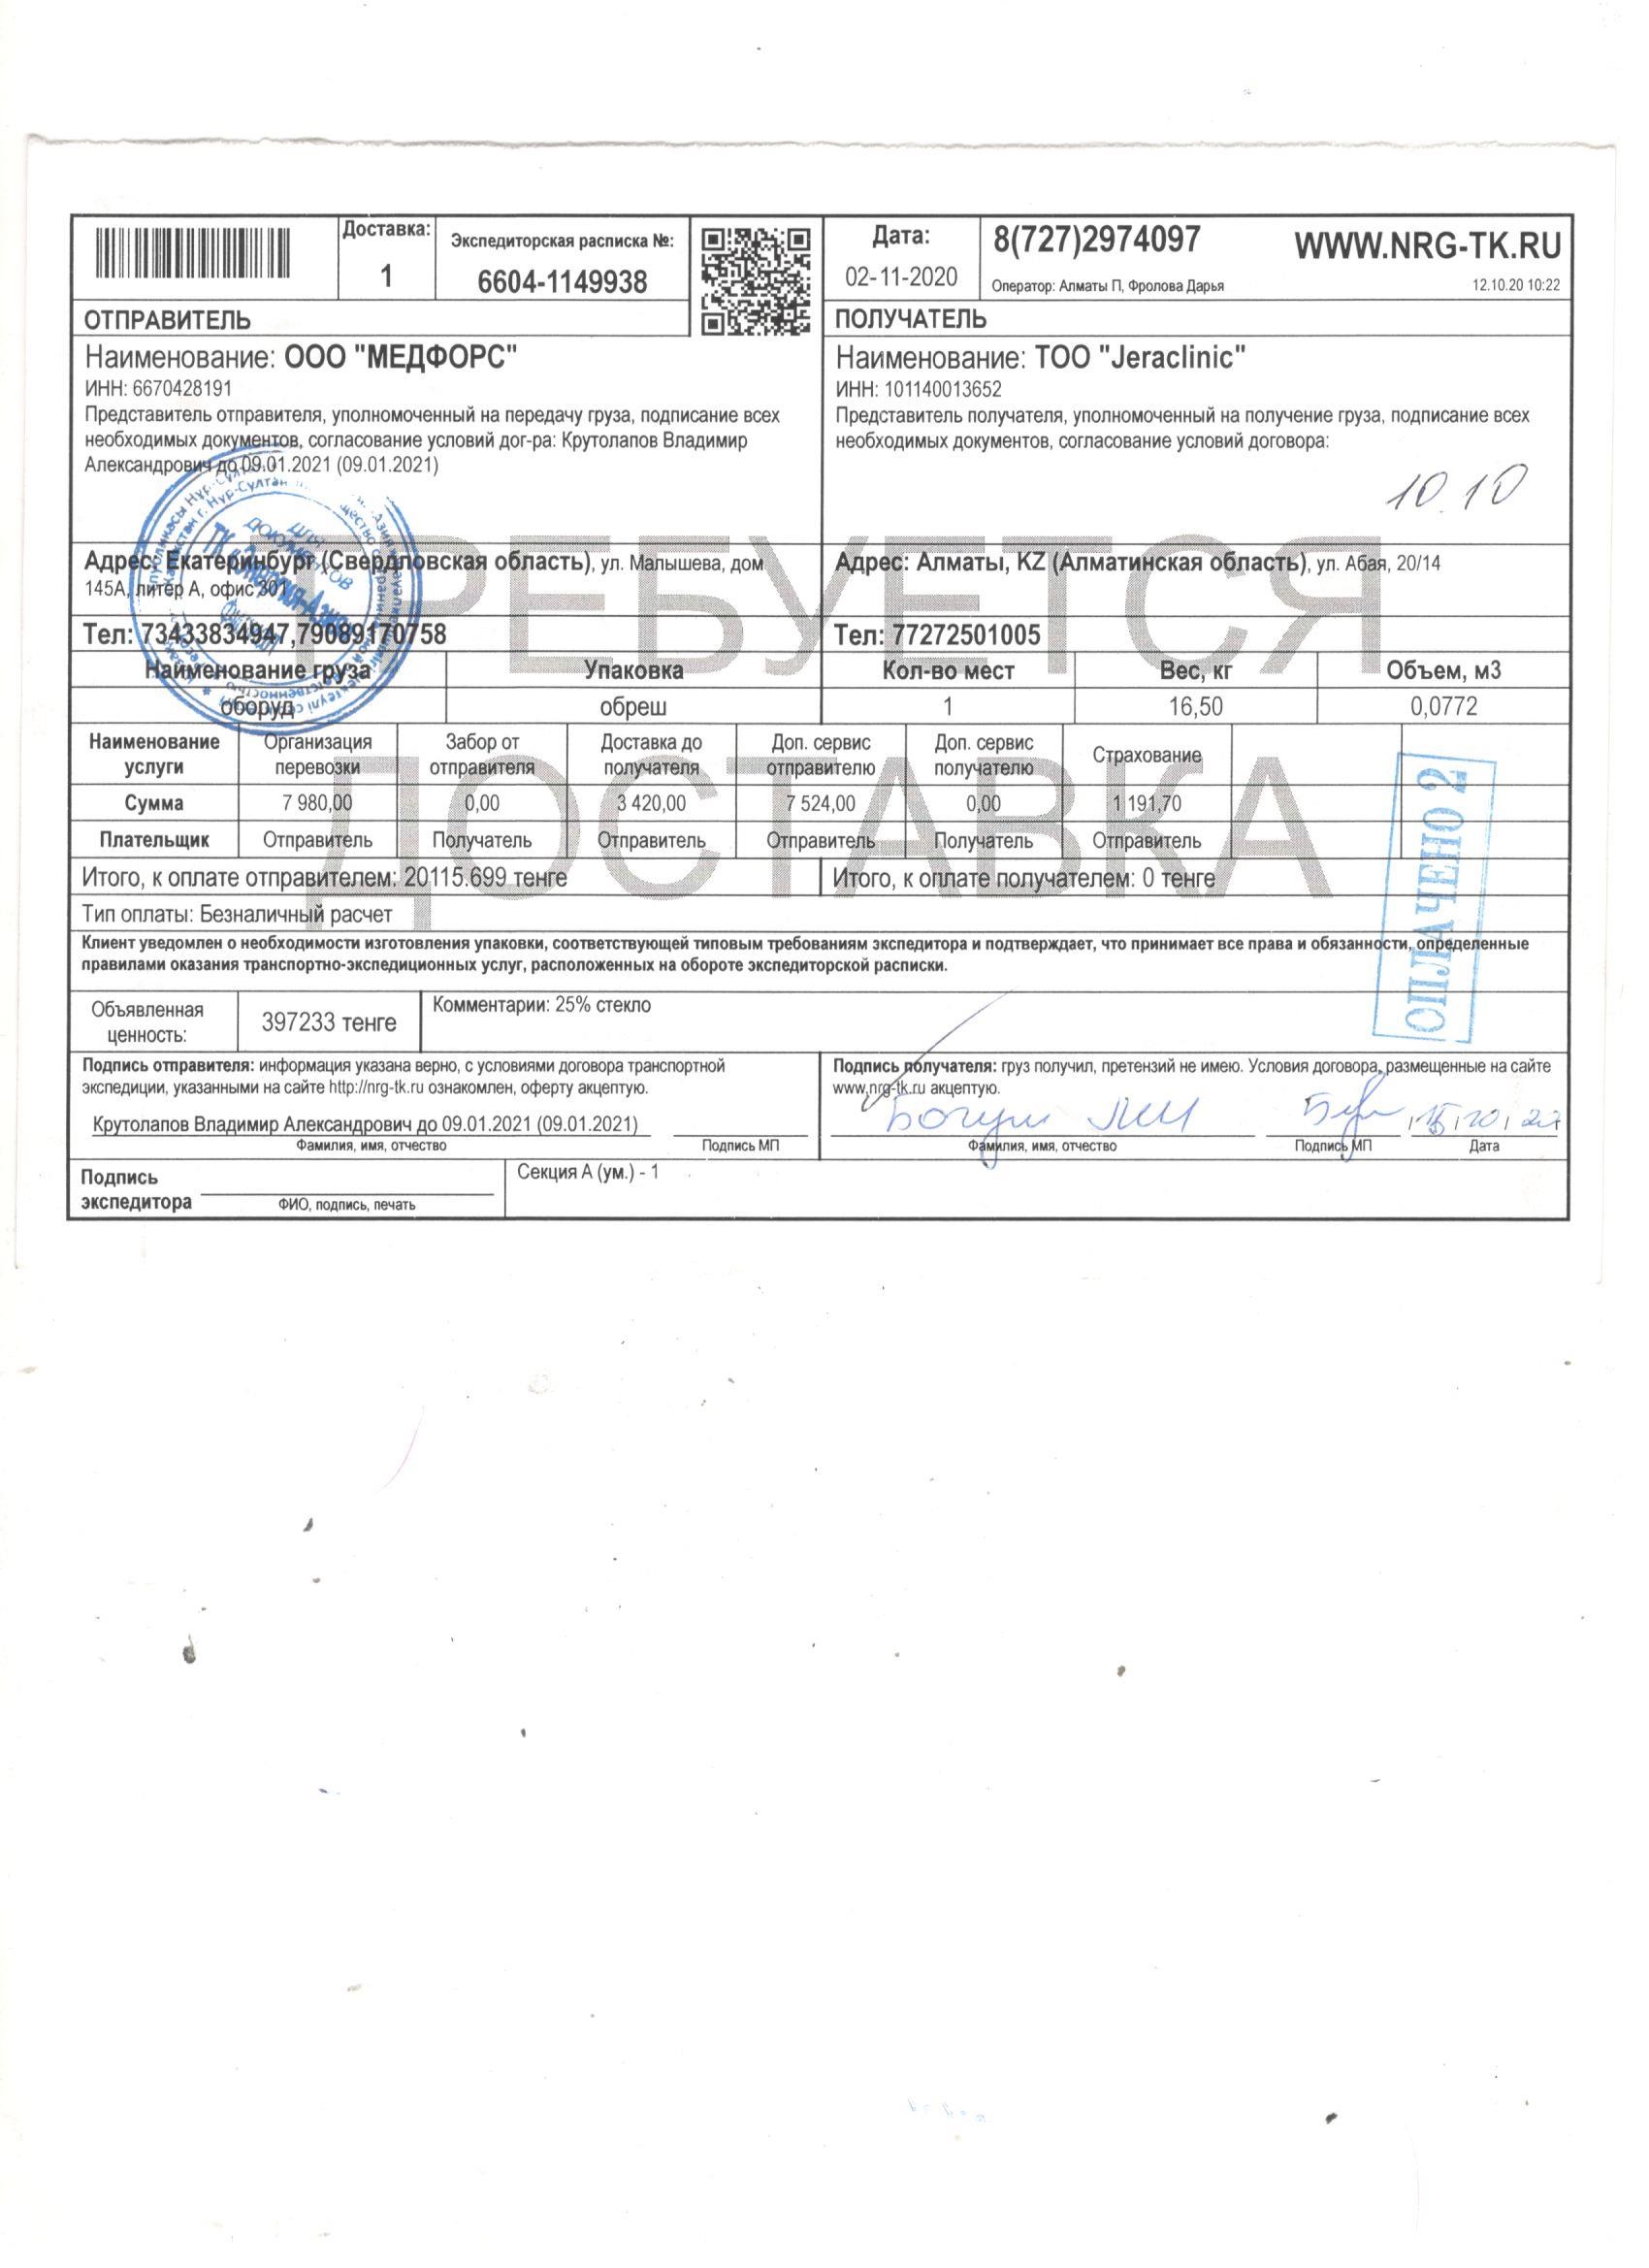 Доставка:
1
Экспедиторская расписка №:
6604-1149938
Дата:
02-11-2020
8(727)2974097
WWW.NRG-TK.RU
Оператор: Алматы П, Фролова Дарья
12.10.20 10:22
ОТПРАВИТЕЛЬ
Наименование: ООО "МЕДФОРС"
ИНН: 6670428191
Представитель отправителя, уполномоченный на передачу груза, подписание всех
необходимых документов, согласование условий дог-ра: Крутолапов Владимир
Александрович до 09.01.2021 (09.01.2021)
ПОЛУЧАТЕЛЬ
Наименование: ТОО "Jeraclinic"
ИНН: 101140013652
Представитель получателя, уполномоченный на получение груза, подписание всех
необходимых документов, согласование условий договора:
10.10
ТРЕБУЕТСЯ
ДОСТАВКА
Адрес: Екатеринбург (Свердловская область), ул. Малышева, дом
145А, литер А, офис 301
Адрес: Алматы, KZ (Алматинская область), ул. Абая, 20/14
Тел: 73433834947,79089170758
Тел: 77272501005
Наименование груза Упаковка Кол-во мест Вес, кг Объем, м3
оборуд обреш 1 16,50 0,0772
Наименование услуги Организация перевозки Забор от отправителя Доставка до получателя Доп. сервис отправителю Доп. сервис получателю Страхование
Сумма 7 980,00 0,00 3 420,00 7 524,00 0,00 1 191,70
Плательщик Отправитель Получатель Отправитель Отправитель Получатель Отправитель
Итого, к оплате отправителем: 20115.699 тенге
Итого, к оплате получателем: 0 тенге
ОПЛАЧЕНО 2
Тип оплаты: Безналичный расчет
Клиент уведомлен о необходимости изготовления упаковки, соответствующей типовым требованиям экспедитора и подтверждает, что принимает все права и обязанности, определенные
правилами оказания транспортно-экспедиционных услуг, расположенных на обороте экспедиторской расписки.
Объявленная ценность:
397233 тенге
Комментарии: 25% стекло
Подпись отправителя: информация указана верно, с условиями договора транспортной
экспедиции, указанными на сайте http://nrg-tk.ru ознакомлен, оферту акцептую.
Крутолапов Владимир Александрович до 09.01.2021 (09.01.2021)
Фамилия, имя, отчество
Подпись МП
Подпись получателя: груз получил, претензий не имею. Условия договора, размещенные на сайте
www.nrg-tk.ru акцептую.
Фамилия, имя, отчество
Подпись МП
Дата
Подпись
экспедитора
ФИО, подпись, печать
Секция А (ум.) - 1